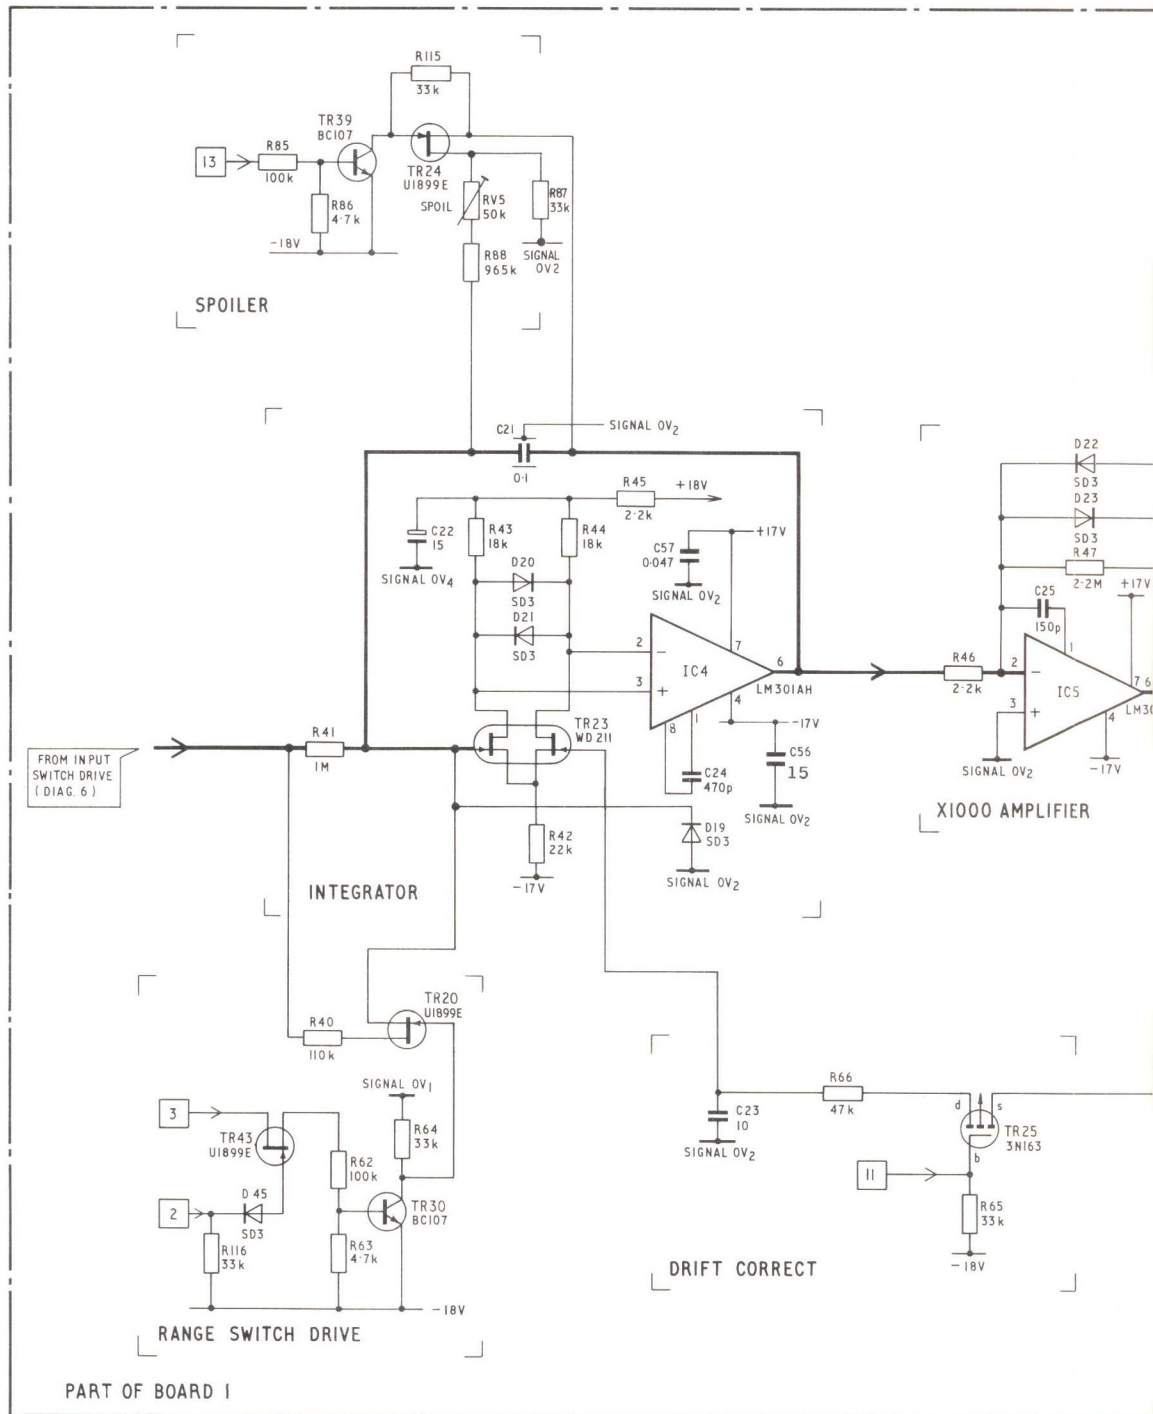 R115
33k
TR39
BC107
13
R85
100k
TR24
U1899E
R86
4.7k
SPOIL
RV5
50k
R87
33k
-18V
R88
965k
SIGNAL
0V2
SPOILER
C21
SIGNAL 0V2
0.1
R45
+18V
2.2k
C22
15
R43
18k
R44
18k
SIGNAL 0V4
D20
SD3
D21
SD3
C57
0.047
+17V
SIGNAL 0V2
2
3
IC4
7
6
LM301AH
4
8
1
-17V
C24
470p
C56
15
SIGNAL 0V2
TR23
WD211
FROM INPUT
SWITCH DRIVE
(DIAG. 6)
R41
1M
R42
22k
-17V
D19
SD3
SIGNAL 0V2
INTEGRATOR
D22
SD3
D23
SD3
R47
2.2M
+17V
C25
150p
1
R46
2.2k
2
3
IC5
7
6
LM30
4
-17V
SIGNAL 0V2
X1000 AMPLIFIER
TR20
U1899E
R40
110k
SIGNAL 0V1
3
TR43
U1899E
R64
33k
R62
100k
2
D45
SD3
TR30
BC107
R116
33k
R63
4.7k
-18V
RANGE SWITCH DRIVE
R66
47k
C23
10
SIGNAL 0V2
d
s
TR25
3N163
b
11
R65
33k
-18V
DRIFT CORRECT
PART OF BOARD 1